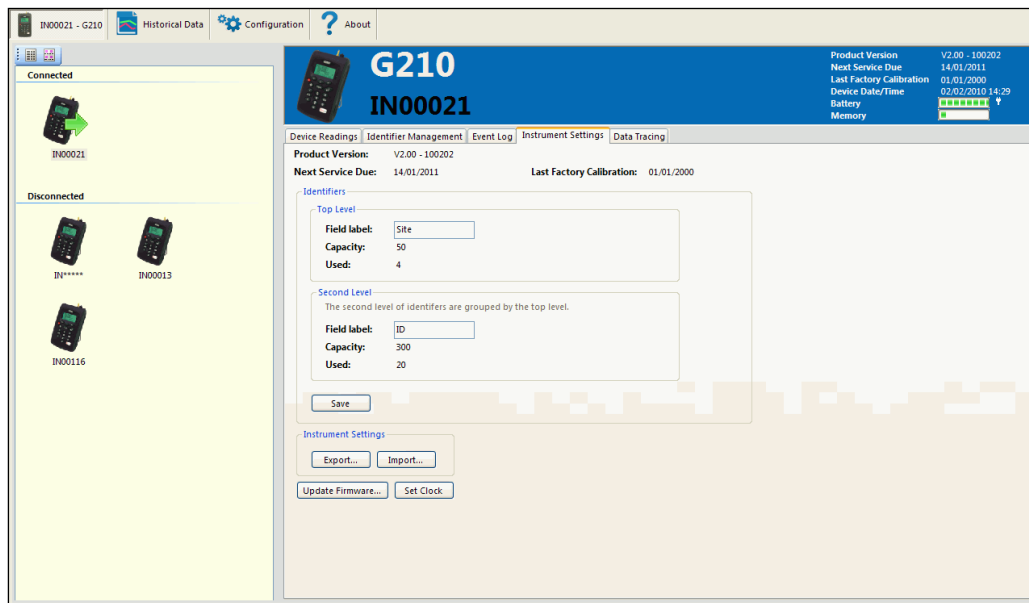 IN00021 - G210 Historical Data Configuration About
Connected
IN00021
Disconnected
IN***** IN00013
IN00116
G210
IN00021
Product Version V2.00 - 100202
Next Service Due 14/01/2011
Last Factory Calibration 01/01/2000
Device Date/Time 02/02/2010 14:29
Battery
Memory
Device Readings Identifier Management Event Log Instrument Settings Data Tracing
Product Version: V2.00 - 100202
Next Service Due: 14/01/2011 Last Factory Calibration: 01/01/2000
Identifiers
Top Level
Field label: Site
Capacity: 50
Used: 4
Second Level
The second level of identifers are grouped by the top level.
Field label: ID
Capacity: 300
Used: 20
Save
Instrument Settings
Export... Import...
Update Firmware... Set Clock